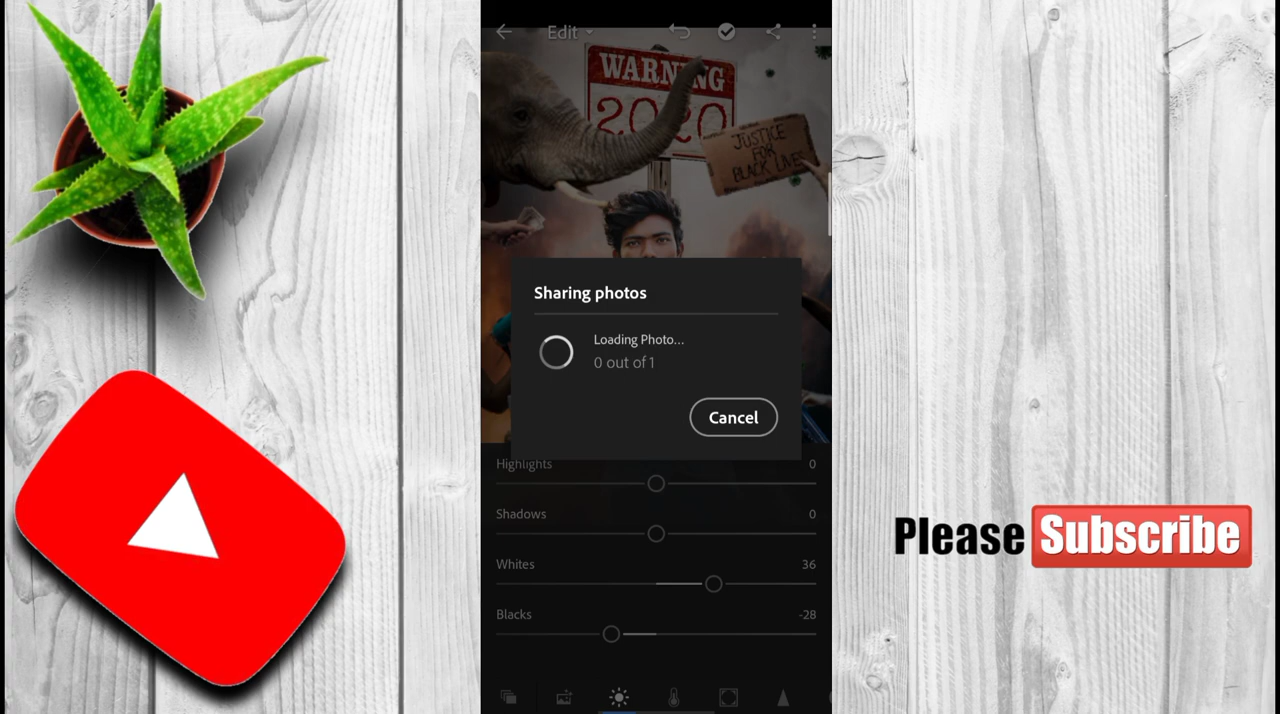 Edit
WARNING
2020
JUSTICE
FOR
BLACK LIVES
Sharing photos
Loading Photo...
0 out of 1
Cancel
Highlights 0
Shadows 0
Whites 36
Blacks -28
Please Subscribe